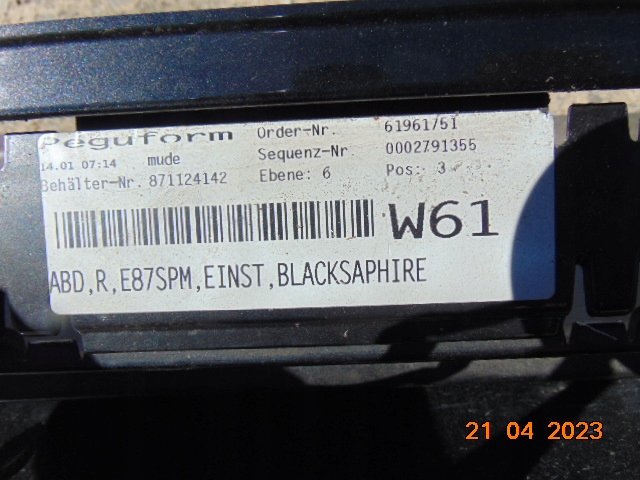 Peguform Order-Nr. 61961751
14.01 07:14 mude Sequenz-Nr. 0002791355
Behälter-Nr. 871124142 Ebene: 6 Pos: 3
W61
ABD,R,E87SPM,EINST,BLACKSAPHIRE
21 04 2023